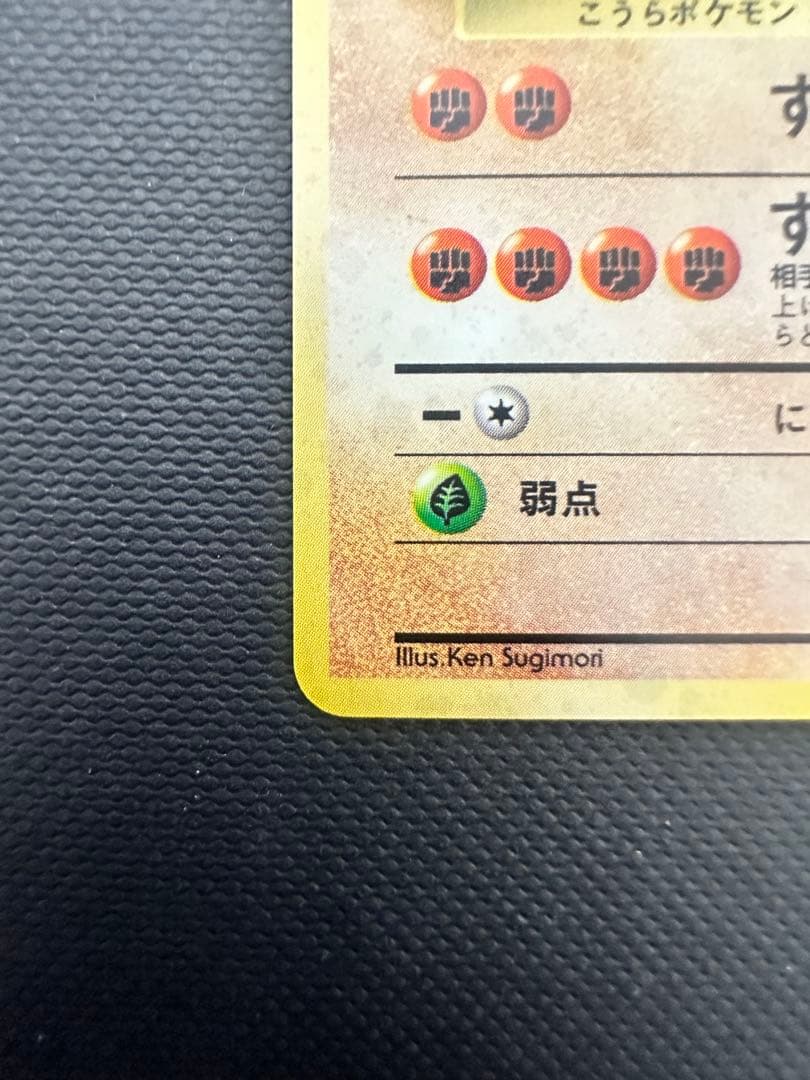 こうらポケモン
す
す
相手
上に
らと
に
弱点
Illus. Ken Sugimori